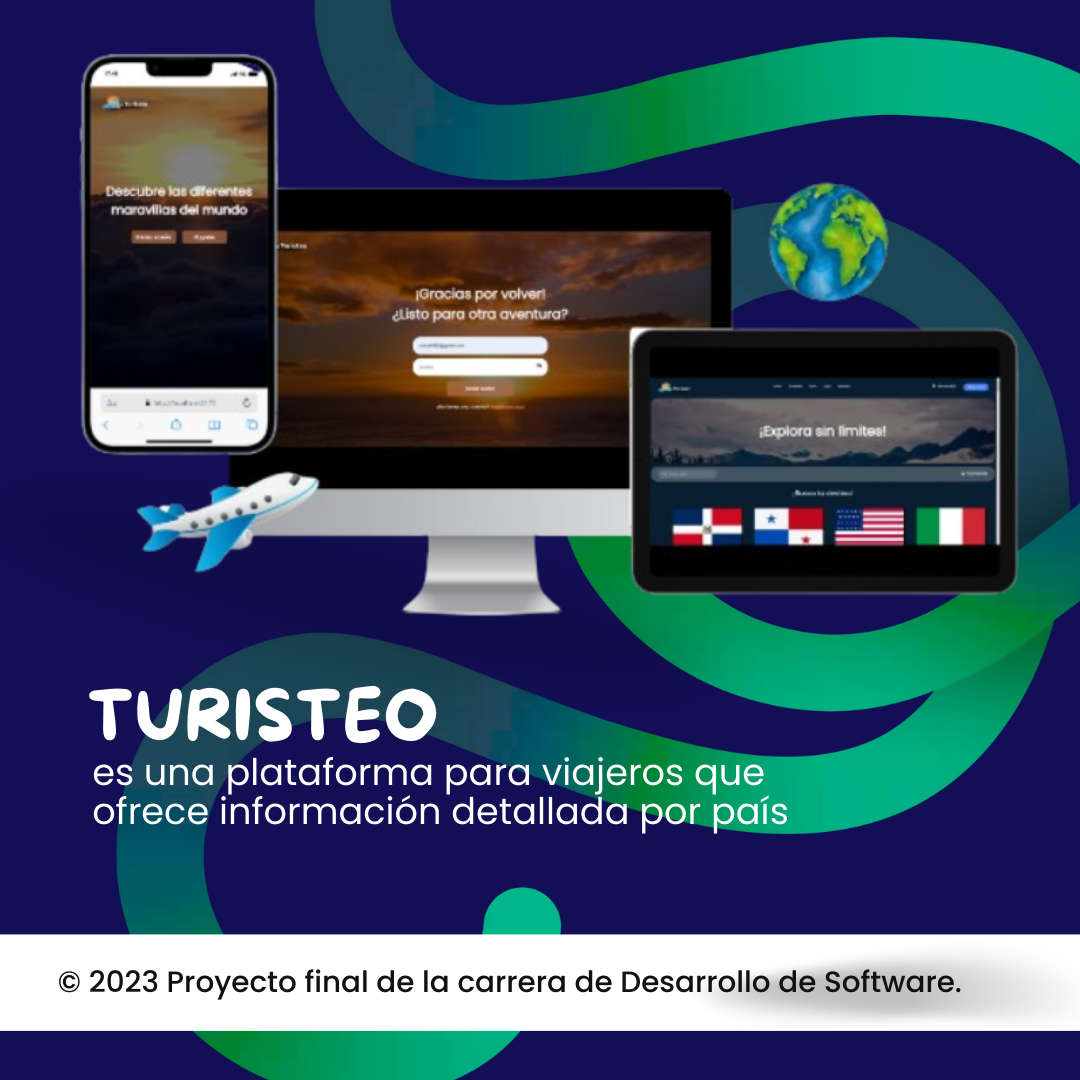 Descubre las diferentes
maravillas del mundo
Turisteo
¡Gracias por volver!
¿Listo para otra aventura?
¡Explora sin limites!
TURISTEO
es una plataforma para viajeros que
ofrece información detallada por país
© 2023 Proyecto final de la carrera de Desarrollo de Software.